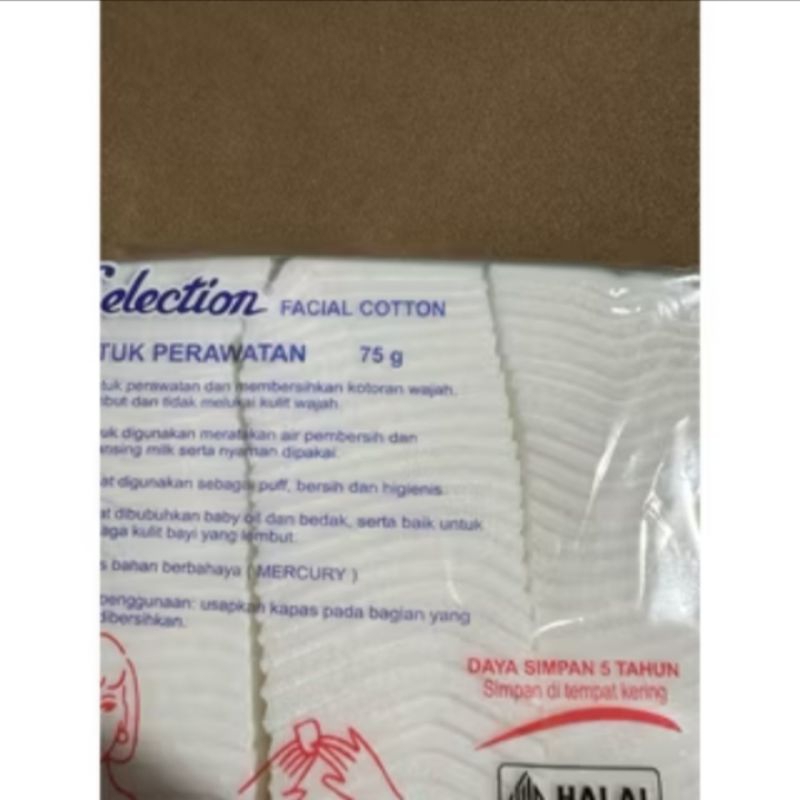 Selection FACIAL COTTON
TUK PERAWATAN 75 g
tuk perawatan dan membersihkan kotoran wajah.
but dan tidak melukai kulit wajah.
uk digunakan meratakan air pembersih dan
ansing milk serta nyaman dipakai.
at digunakan sebagai puff, bersih dan higienis.
at dibubuhkan baby oil dan bedak, serta baik untuk
aga kulit bayi yang lembut.
s bahan berbahaya ( MERCURY )
penggunaan: usapkan kapas pada bagian yang
dibersihkan.
DAYA SIMPAN 5 TAHUN
Simpan di tempat kering
HALAL